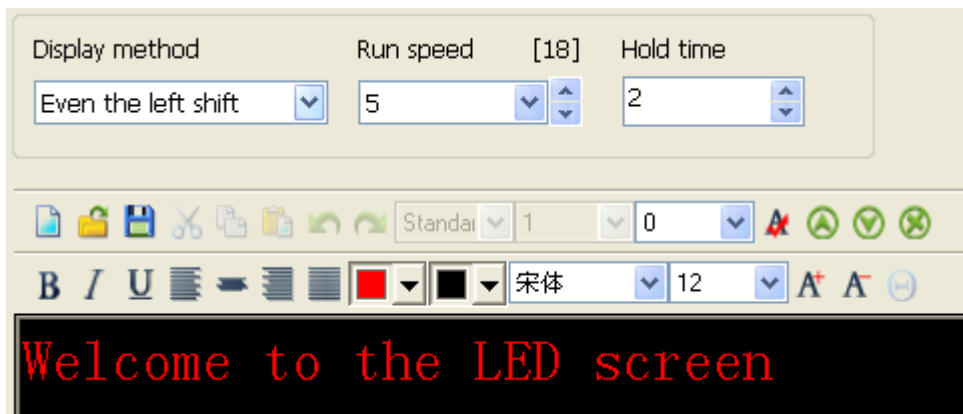 Display method Run speed [18] Hold time
Even the left shift 5 2
Standar 1 0
B I U 宋体 12 A+ A-
Welcome to the LED screen